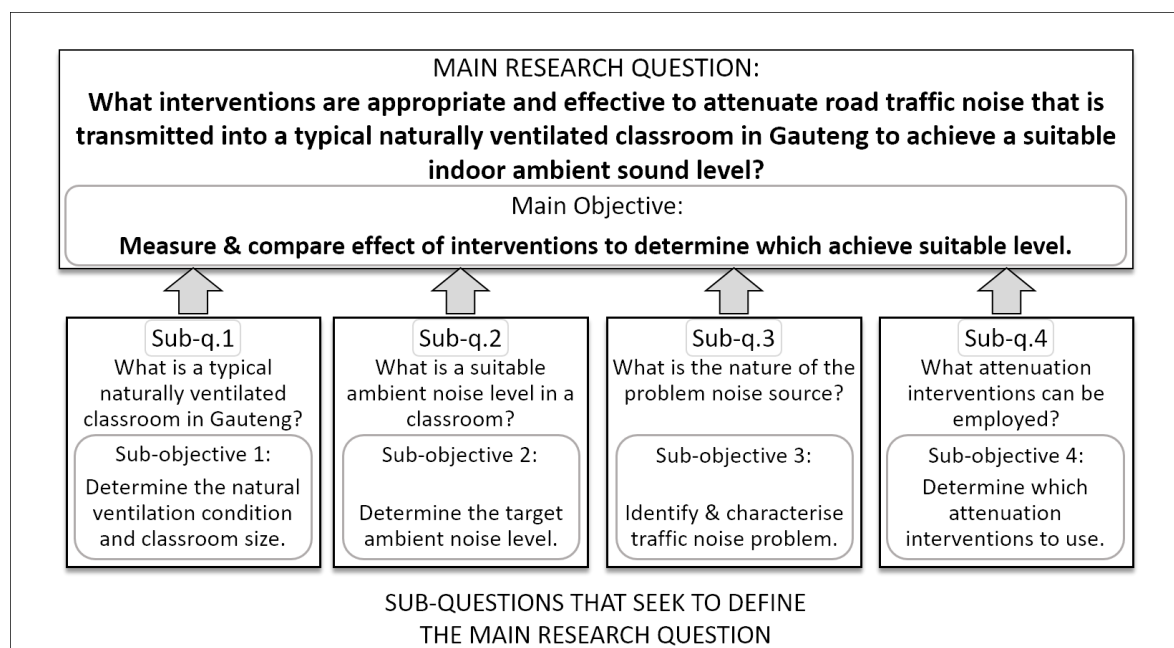 MAIN RESEARCH QUESTION:
What interventions are appropriate and effective to attenuate road traffic noise that is
transmitted into a typical naturally ventilated classroom in Gauteng to achieve a suitable
indoor ambient sound level?
Main Objective:
Measure & compare effect of interventions to determine which achieve suitable level.
Sub-q.1
What is a typical
naturally ventilated
classroom in Gauteng?
Sub-objective 1:
Determine the natural
ventilation condition
and classroom size.
Sub-q.2
What is a suitable
ambient noise level in a
classroom?
Sub-objective 2:
Determine the target
ambient noise level.
Sub-q.3
What is the nature of the
problem noise source?
Sub-objective 3:
Identify & characterise
traffic noise problem.
Sub-q.4
What attenuation
interventions can be
employed?
Sub-objective 4:
Determine which
attenuation
interventions to use.
SUB-QUESTIONS THAT SEEK TO DEFINE
THE MAIN RESEARCH QUESTION